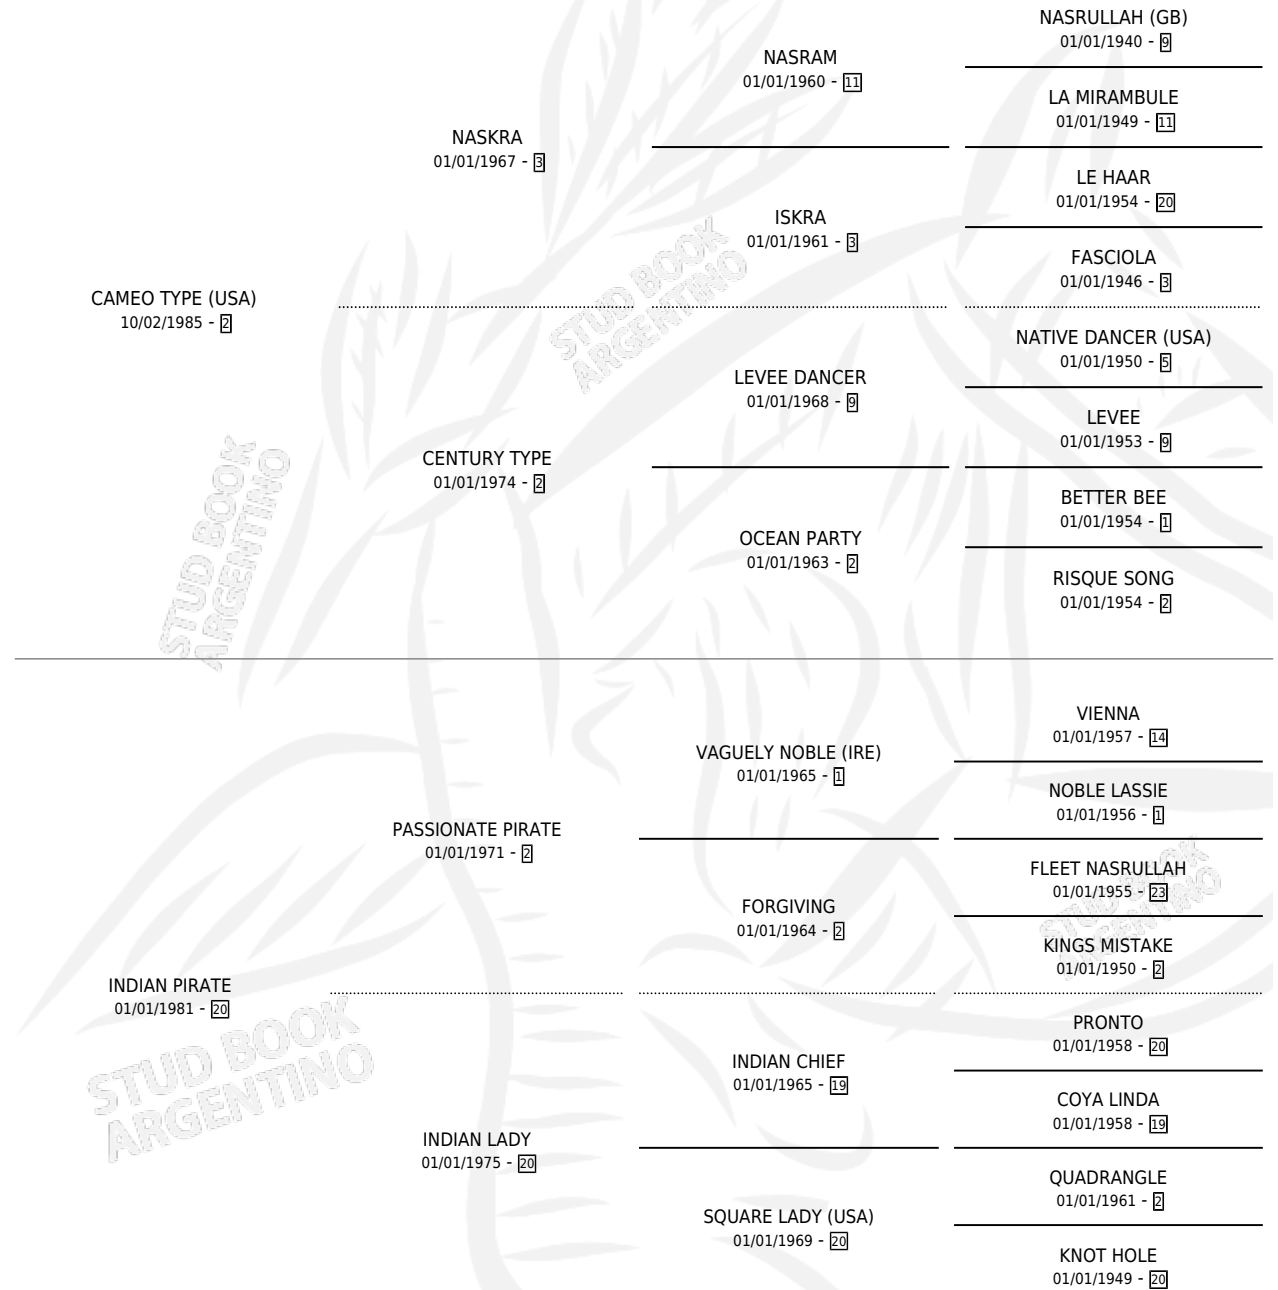 NASRULLAH (GB)
01/01/1940 - 9
NASRAM
01/01/1960 - 11
LA MIRAMBULE
01/01/1949 - 11
NASKRA
01/01/1967 - 3
LE HAAR
01/01/1954 - 20
ISKRA
01/01/1961 - 3
FASCIOLA
01/01/1946 - 3
CAMEO TYPE (USA)
10/02/1985 - 2
STUD BOOK
ARGENTINO
NATIVE DANCER (USA)
01/01/1950 - 5
LEVEE DANCER
01/01/1968 - 9
LEVEE
01/01/1953 - 9
CENTURY TYPE
01/01/1974 - 2
BETTER BEE
01/01/1954 - 1
OCEAN PARTY
01/01/1963 - 2
RISQUE SONG
01/01/1954 - 2
STUD BOOK
ARGENTINO
VIENNA
01/01/1957 - 14
VAGUELY NOBLE (IRE)
01/01/1965 - 1
NOBLE LASSIE
01/01/1956 - 1
PASSIONATE PIRATE
01/01/1971 - 2
FLEET NASRULLAH
01/01/1955 - 23
FORGIVING
01/01/1964 - 2
KINGS MISTAKE
01/01/1950 - 2
STUD BOOK
ARGENTINO
INDIAN PIRATE
01/01/1981 - 20
PRONTO
01/01/1958 - 20
INDIAN CHIEF
01/01/1965 - 19
COYA LINDA
01/01/1958 - 19
STUD BOOK
ARGENTINO
INDIAN LADY
01/01/1975 - 20
QUADRANGLE
01/01/1961 - 2
SQUARE LADY (USA)
01/01/1969 - 20
KNOT HOLE
01/01/1949 - 20